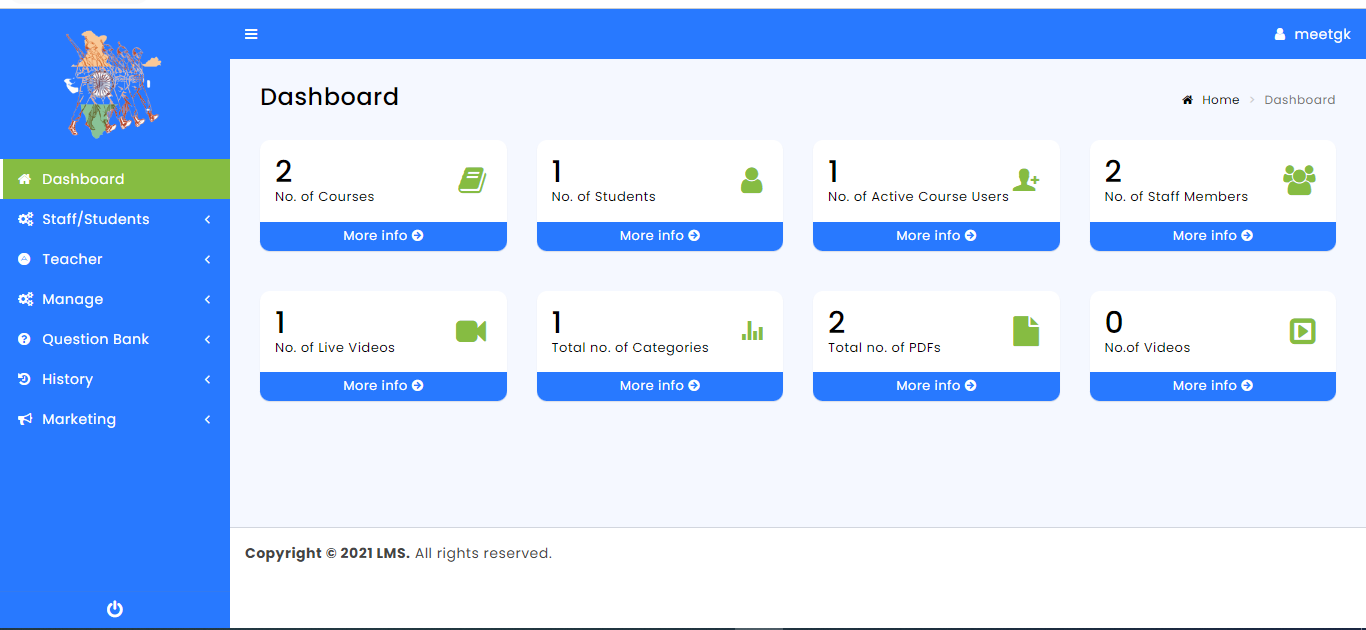 meetgk
Dashboard
Staff/Students
Teacher
Manage
Question Bank
History
Marketing
Dashboard
Home
Dashboard
2
No. of Courses
More info
1
No. of Students
More info
1
No. of Active Course Users
More info
2
No. of Staff Members
More info
1
No. of Live Videos
More info
1
Total no. of Categories
More info
2
Total no. of PDFs
More info
0
No.of Videos
More info
Copyright © 2021 LMS. All rights reserved.